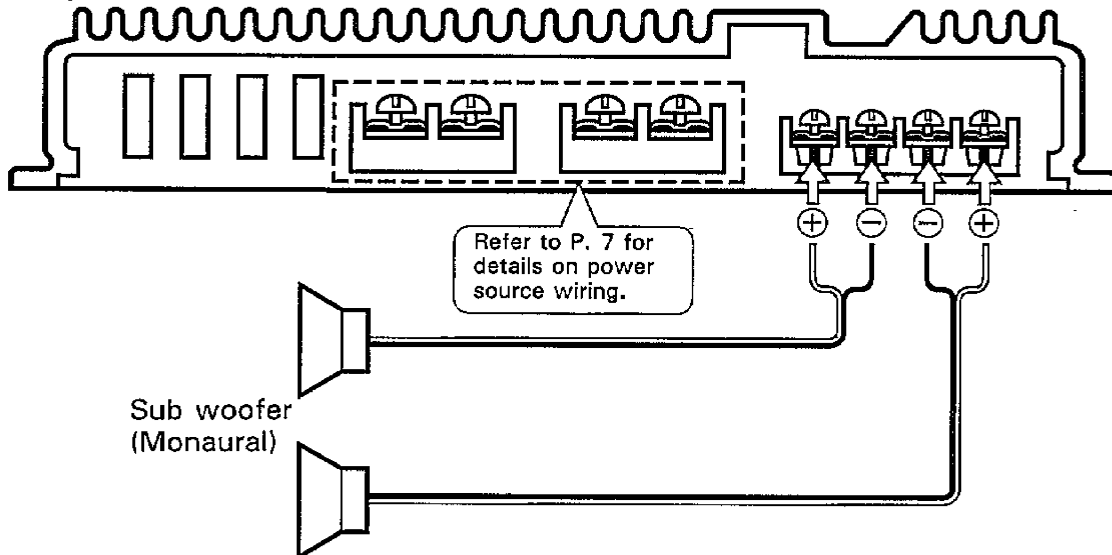 ⊕ ⊖ ⊖ ⊕
Refer to P. 7 for
details on power
source wiring.
Sub woofer
(Monaural)